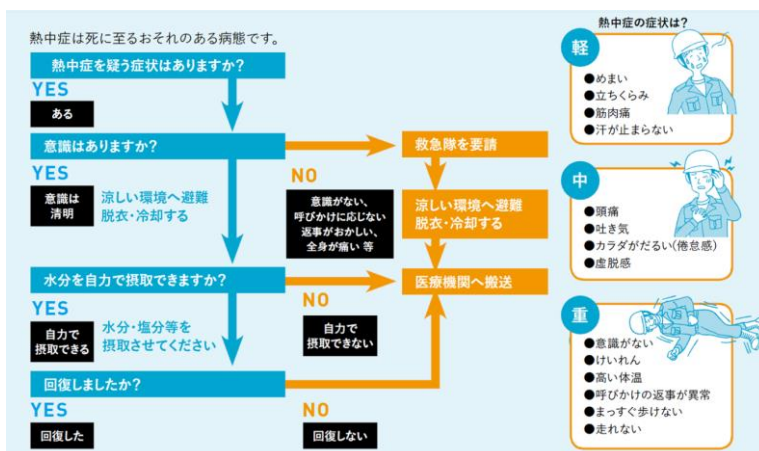 熱中症は死に至るおそれのある病態です。
熱中症を疑う症状はありますか?
YES
ある
意識はありますか?
YES
意識は
清明
涼しい環境へ避難
脱衣・冷却する
NO
意識がない、
呼びかけに応じない
返事がおかしい、
全身が痛い 等
救急隊を要請
涼しい環境へ避難
脱衣・冷却する
医療機関へ搬送
水分を自力で摂取できますか?
YES
自力で
摂取できる
水分・塩分等を
摂取させてください
NO
自力で
摂取できない
回復しましたか?
YES
回復した
NO
回復しない
熱中症の症状は?
軽
●めまい
●立ちくらみ
●筋肉痛
●汗が止まらない
中
●頭痛
●吐き気
●カラダがだるい(倦怠感)
●虚脱感
重
●意識がない
●けいれん
●高い体温
●呼びかけの返事が異常
●まっすぐ歩けない
●走れない